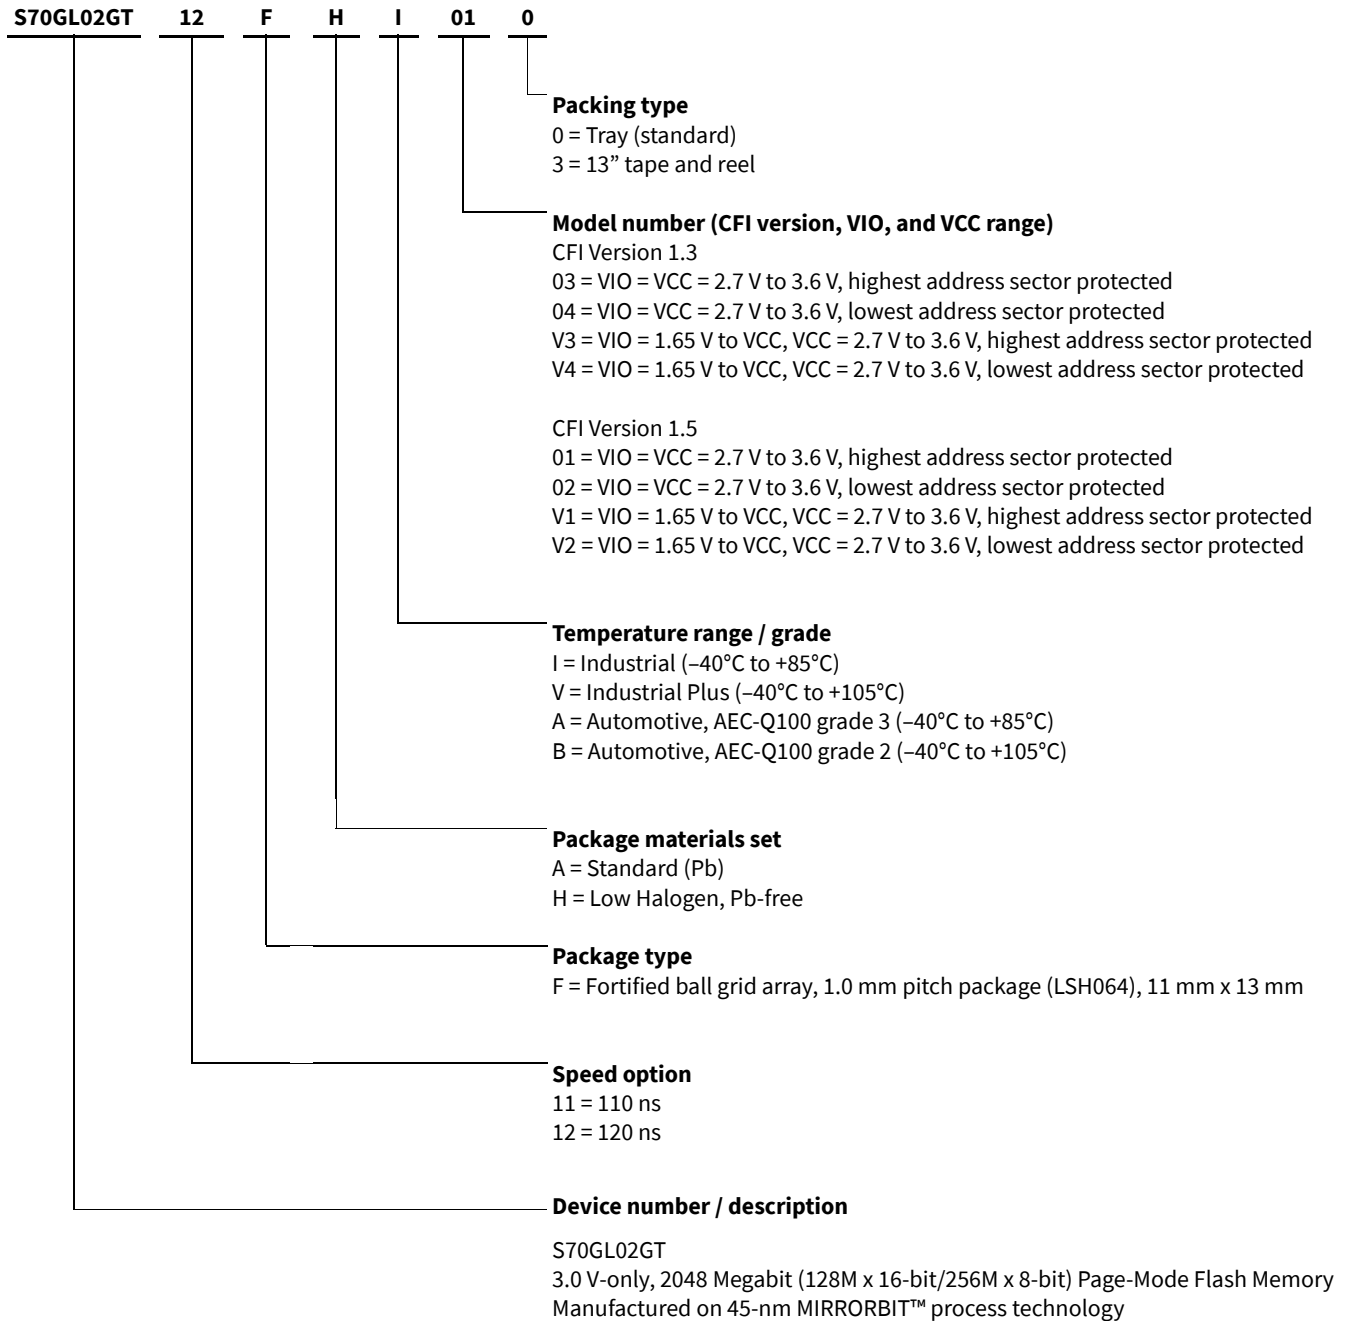 S70GL02GT 12 F H I 01 0
Packing type
0 = Tray (standard)
3 = 13” tape and reel
Model number (CFI version, VIO, and VCC range)
CFI Version 1.3
03 = VIO = VCC = 2.7 V to 3.6 V, highest address sector protected
04 = VIO = VCC = 2.7 V to 3.6 V, lowest address sector protected
V3 = VIO = 1.65 V to VCC, VCC = 2.7 V to 3.6 V, highest address sector protected
V4 = VIO = 1.65 V to VCC, VCC = 2.7 V to 3.6 V, lowest address sector protected
CFI Version 1.5
01 = VIO = VCC = 2.7 V to 3.6 V, highest address sector protected
02 = VIO = VCC = 2.7 V to 3.6 V, lowest address sector protected
V1 = VIO = 1.65 V to VCC, VCC = 2.7 V to 3.6 V, highest address sector protected
V2 = VIO = 1.65 V to VCC, VCC = 2.7 V to 3.6 V, lowest address sector protected
Temperature range / grade
I = Industrial (–40°C to +85°C)
V = Industrial Plus (–40°C to +105°C)
A = Automotive, AEC-Q100 grade 3 (–40°C to +85°C)
B = Automotive, AEC-Q100 grade 2 (–40°C to +105°C)
Package materials set
A = Standard (Pb)
H = Low Halogen, Pb-free
Package type
F = Fortified ball grid array, 1.0 mm pitch package (LSH064), 11 mm x 13 mm
Speed option
11 = 110 ns
12 = 120 ns
Device number / description
S70GL02GT
3.0 V-only, 2048 Megabit (128M x 16-bit/256M x 8-bit) Page-Mode Flash Memory
Manufactured on 45-nm MIRRORBIT™ process technology